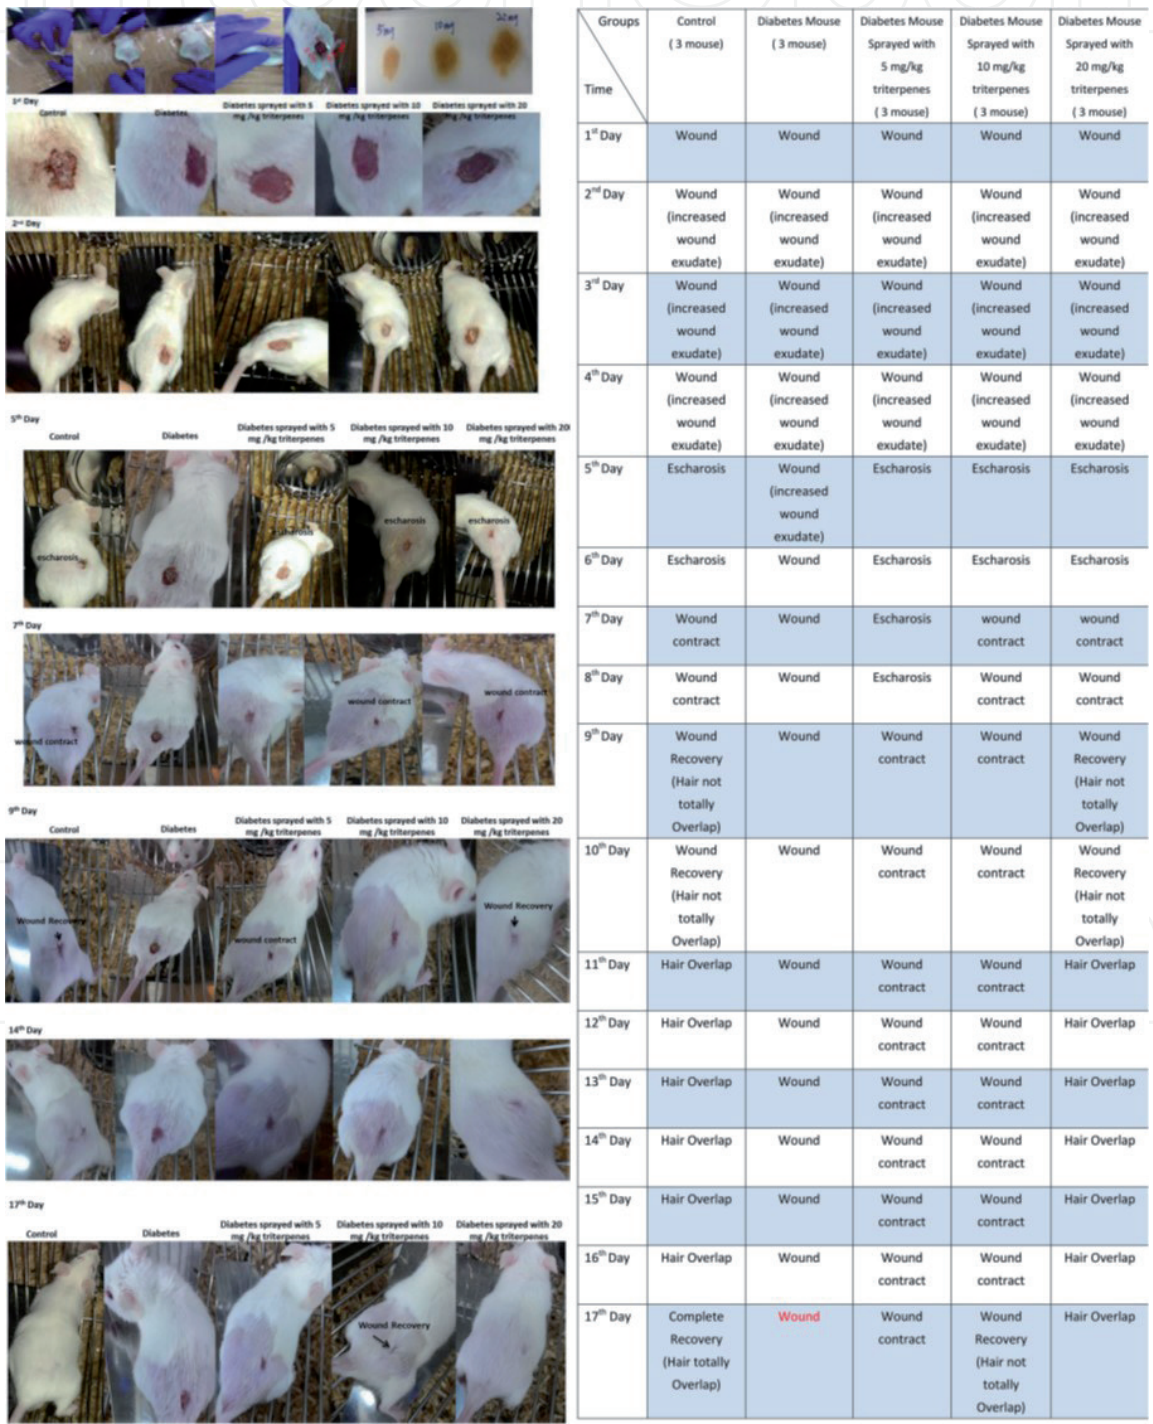 5mg
10mg
1st Day
Control
Diabetes
Diabetes sprayed with 5
mg /kg triterpenes
Diabetes sprayed with 10
mg /kg triterpenes
Diabetes sprayed with 20
mg /kg triterpenes
2nd Day
5th Day
Control
Diabetes
Diabetes sprayed with 5
mg /kg triterpenes
Diabetes sprayed with 10
mg /kg triterpenes
Diabetes sprayed with 200
mg /kg triterpenes
escharosis
escharosis
escharosis
escharosis
7th Day
wound contract
wound contract
wound contract
9th Day
Control
Diabetes
Diabetes sprayed with 5
mg /kg triterpenes
Diabetes sprayed with 10
mg /kg triterpenes
Diabetes sprayed with 20
mg /kg triterpenes
Wound Recovery
wound contract
Wound Recovery
14th Day
17th Day
Control
Diabetes
Diabetes sprayed with 5
mg /kg triterpenes
Diabetes sprayed with 10
mg /kg triterpenes
Diabetes sprayed with 20
mg /kg triterpenes
Wound Recovery
Groups
Time
Control
( 3 mouse)
Diabetes Mouse
( 3 mouse)
Diabetes Mouse
Sprayed with
5 mg/kg
triterpenes
( 3 mouse)
Diabetes Mouse
Sprayed with
10 mg/kg
triterpenes
( 3 mouse)
Diabetes Mouse
Sprayed with
20 mg/kg
triterpenes
( 3 mouse)
1st Day
Wound
Wound
Wound
Wound
Wound
2nd Day
Wound
(increased
wound
exudate)
Wound
(increased
wound
exudate)
Wound
(increased
wound
exudate)
Wound
(increased
wound
exudate)
Wound
(increased
wound
exudate)
3rd Day
Wound
(increased
wound
exudate)
Wound
(increased
wound
exudate)
Wound
(increased
wound
exudate)
Wound
(increased
wound
exudate)
Wound
(increased
wound
exudate)
4th Day
Wound
(increased
wound
exudate)
Wound
(increased
wound
exudate)
Wound
(increased
wound
exudate)
Wound
(increased
wound
exudate)
Wound
(increased
wound
exudate)
5th Day
Escharosis
Wound
(increased
wound
exudate)
Escharosis
Escharosis
Escharosis
6th Day
Escharosis
Wound
Escharosis
Escharosis
Escharosis
7th Day
Wound
contract
Wound
Escharosis
wound
contract
wound
contract
8th Day
Wound
contract
Wound
Escharosis
Wound
contract
Wound
contract
9th Day
Wound
Recovery
(Hair not
totally
Overlap)
Wound
Wound
contract
Wound
contract
Wound
Recovery
(Hair not
totally
Overlap)
10th Day
Wound
Recovery
(Hair not
totally
Overlap)
Wound
Wound
contract
Wound
contract
Wound
Recovery
(Hair not
totally
Overlap)
11th Day
Hair Overlap
Wound
Wound
contract
Wound
contract
Hair Overlap
12th Day
Hair Overlap
Wound
Wound
contract
Wound
contract
Hair Overlap
13th Day
Hair Overlap
Wound
Wound
contract
Wound
contract
Hair Overlap
14th Day
Hair Overlap
Wound
Wound
contract
Wound
contract
Hair Overlap
15th Day
Hair Overlap
Wound
Wound
contract
Wound
contract
Hair Overlap
16th Day
Hair Overlap
Wound
Wound
contract
Wound
contract
Hair Overlap
17th Day
Complete
Recovery
(Hair totally
Overlap)
Wound
Wound
contract
Wound
Recovery
(Hair not
totally
Overlap)
Hair Overlap